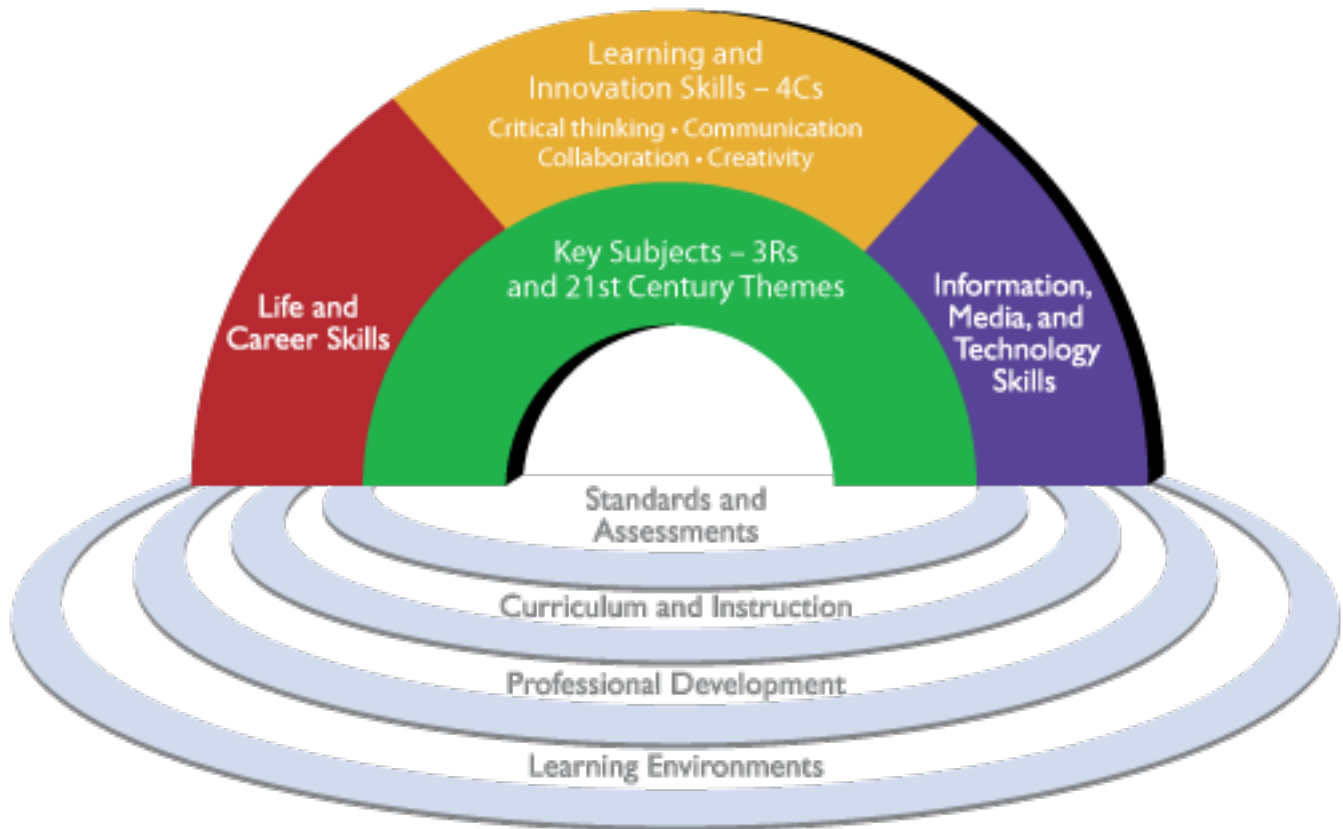 Learning and
Innovation Skills – 4Cs
Critical thinking • Communication
Collaboration • Creativity
Key Subjects – 3Rs
and 21st Century Themes
Life and
Career Skills
Information,
Media, and
Technology
Skills
Standards and
Assessments
Curriculum and Instruction
Professional Development
Learning Environments